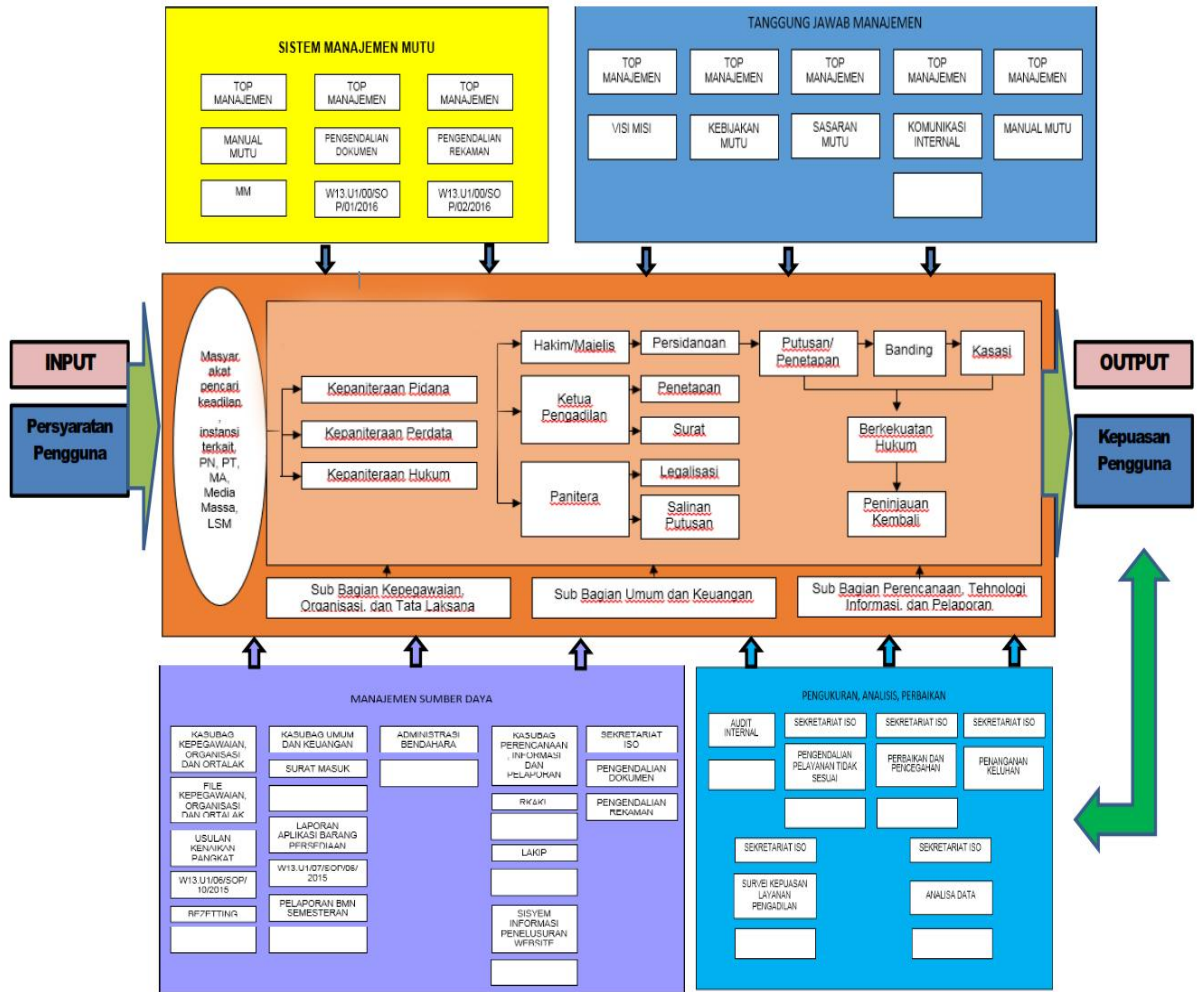 SISTEM MANAJEMEN MUTU
TOP
MANAJEMEN
TOP
MANAJEMEN
TOP
MANAJEMEN
MANUAL
MUTU
PENGENDALIAN
DOKUMEN
PENGENDALIAN
REKAMAN
MM
W13.U1/00/SO
P/01/2016
W13.U1/00/SO
P/02/2016
TANGGUNG JAWAB MANAJEMEN
TOP
MANAJEMEN
TOP
MANAJEMEN
TOP
MANAJEMEN
TOP
MANAJEMEN
TOP
MANAJEMEN
VISI MISI
KEBIJAKAN
MUTU
SASARAN
MUTU
KOMUNIKASI
INTERNAL
MANUAL MUTU
INPUT
Persyaratan
Pengguna
Masyar
akat
pencari
keadilan
,
instansi
terkait,
PN, PT,
MA,
Media
Massa,
LSM
Kepaniteraan Pidana
Kepaniteraan Perdata
Kepaniteraan Hukum
Hakim/Majelis
Persidangan
Putusan/
Penetapan
Banding
Kasasi
Ketua
Pengadilan
Penetapan
Surat
Panitera
Legalisasi
Salinan
Putusan
Berkekuatan
Hukum
Peninjauan
Kembali
Sub Bagian Kepegawaian,
Organisasi, dan Tata Laksana
Sub Bagian Umum dan Keuangan
Sub Bagian Perencanaan, Tehnologi
Informasi, dan Pelaporan
OUTPUT
Kepuasan
Pengguna
MANAJEMEN SUMBER DAYA
KASUBAG
KEPEGAWAIAN,
ORGANISASI
DAN ORTALAK
FILE
KEPEGAWAIAN,
ORGANISASI
DAN ORTALAK
USULAN
KENAIKAN
PANGKAT
W13.U1/06/SOP/
10/2015
BEZETTING
KASUBAG UMUM
DAN KEUANGAN
SURAT MASUK
LAPORAN
APLIKASI BARANG
PERSEDIAAN
W13.U1/07/SOP/06/
2015
PELAPORAN BMN
SEMESTERAN
ADMINISTRASI
BENDAHARA
KASUBAG
PERENCANAAN
, INFORMASI
DAN
PELAPORAN
RKAKL
LAKIP
SISYEM
INFORMASI
PENELUSURAN
WEBSITE
SEKRETARIAT
ISO
PENGENDALIAN
DOKUMEN
PENGENDALIAN
REKAMAN
PENGUKURAN, ANALISIS, PERBAIKAN
AUDIT
INTERNAL
SEKRETARIAT ISO
SEKRETARIAT ISO
SEKRETARIAT ISO
PENGENDALIAN
PELAYANAN TIDAK
SESUAI
PERBAIKAN DAN
PENCEGAHAN
PENANGANAN
KELUHAN
SEKRETARIAT ISO
SEKRETARIAT ISO
SURVEI KEPUASAN
LAYANAN
PENGADILAN
ANALISA DATA